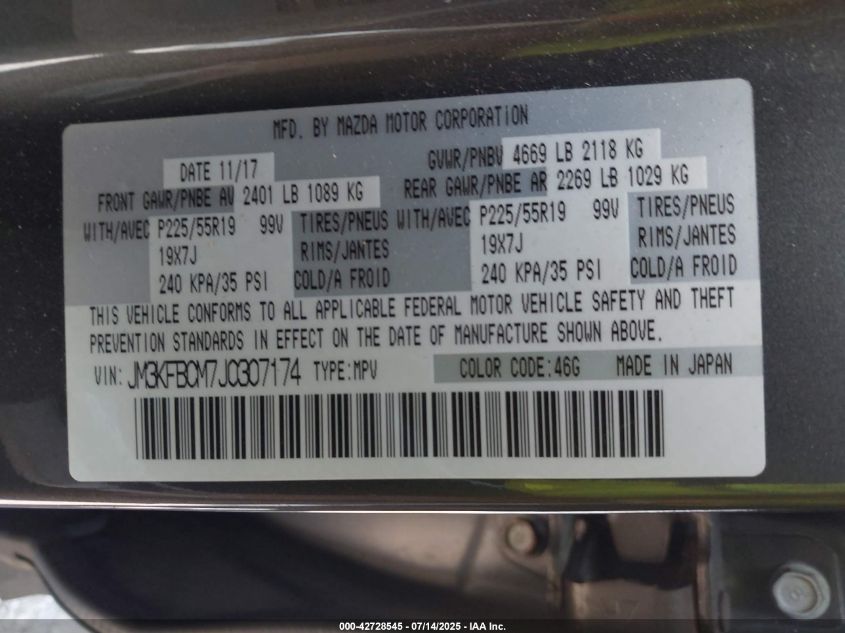 MFD. BY MAZDA MOTOR CORPORATION
DATE 11/17 GVWR/PNBV 4669 LB 2118 KG
FRONT GAWR/PNBE AV 2401 LB 1089 KG REAR GAWR/PNBE AR 2269 LB 1029 KG
WITH/AVEC P225/55R19 99V TIRES/PNEUS WITH/AVEC P225/55R19 99V TIRES/PNEUS
19X7J RIMS/JANTES 19X7J RIMS/JANTES
240 KPA/35 PSI COLD/A FROID 240 KPA/35 PSI COLD/A FROID
THIS VEHICLE CONFORMS TO ALL APPLICABLE FEDERAL MOTOR VEHICLE SAFETY AND THEFT
PREVENTION STANDARDS IN EFFECT ON THE DATE OF MANUFACTURE SHOWN ABOVE.
VIN: JM3KFBCM7J0307174 TYPE:MPV COLOR CODE:46G MADE IN JAPAN
000-42728545 - 07/14/2025 - IAA Inc.